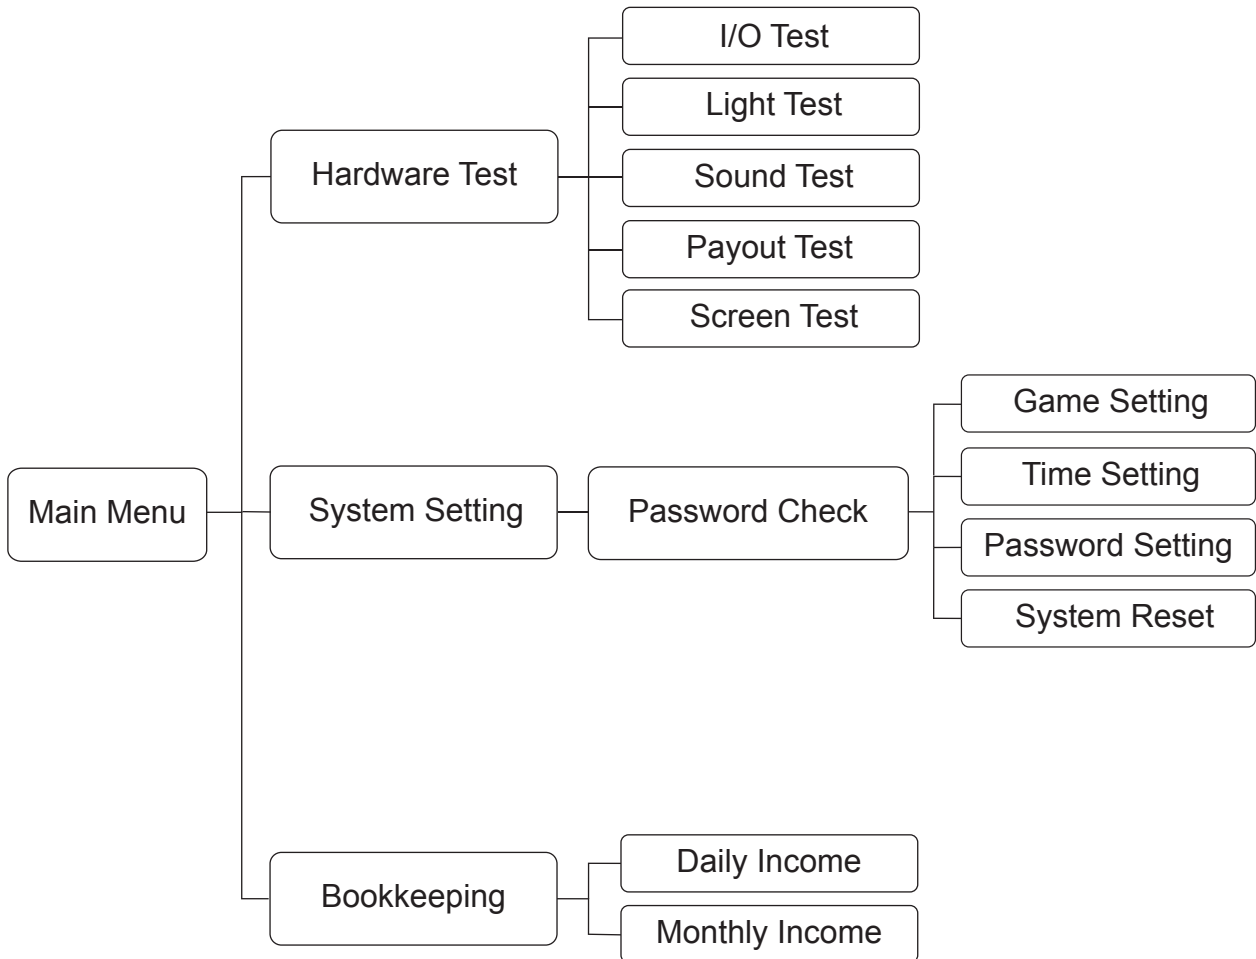 I/O Test
Light Test
Hardware Test
Sound Test
Payout Test
Screen Test
Game Setting
Time Setting
Main Menu
System Setting
Password Check
Password Setting
System Reset
Daily Income
Bookkeeping
Monthly Income